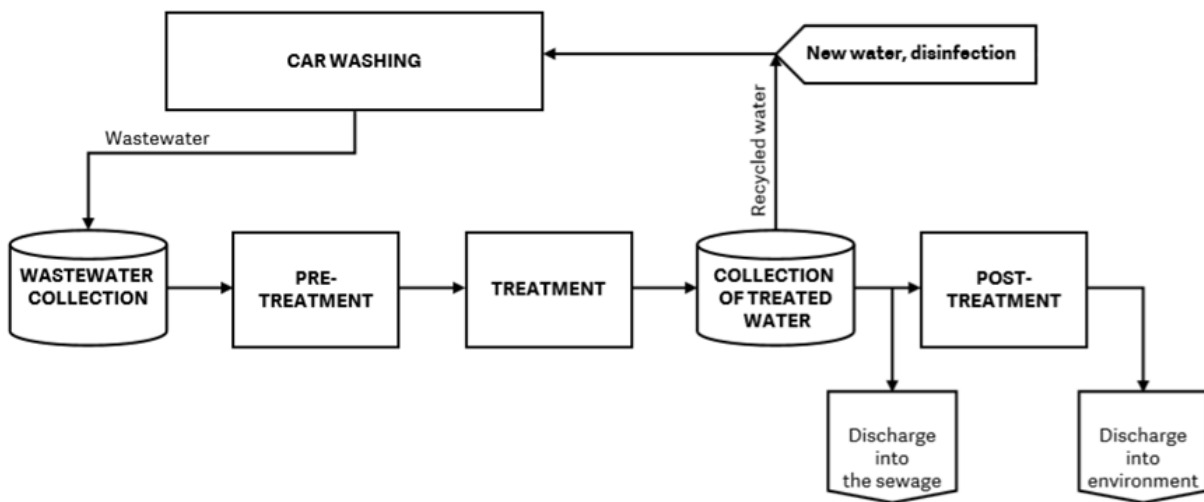 CAR WASHING
New water, disinfection
Wastewater
Recycled water
WASTEWATER
COLLECTION
PRE-
TREATMENT
TREATMENT
COLLECTION
OF TREATED
WATER
POST-
TREATMENT
Discharge
into
the sewage
Discharge
into
environment